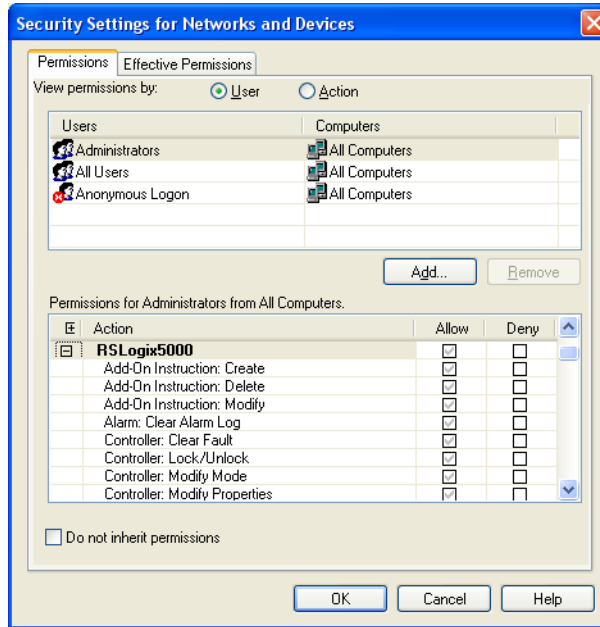 Security Settings for Networks and Devices
Permissions Effective Permissions
View permissions by: User Action
Users Computers
Administrators All Computers
All Users All Computers
Anonymous Logon All Computers
Add... Remove
Permissions for Administrators from All Computers.
Action Allow Deny
RSLogix5000
Add-On Instruction: Create
Add-On Instruction: Delete
Add-On Instruction: Modify
Alarm: Clear Alarm Log
Controller: Clear Fault
Controller: Lock/Unlock
Controller: Modify Mode
Controller: Modify Properties
Do not inherit permissions
OK Cancel Help